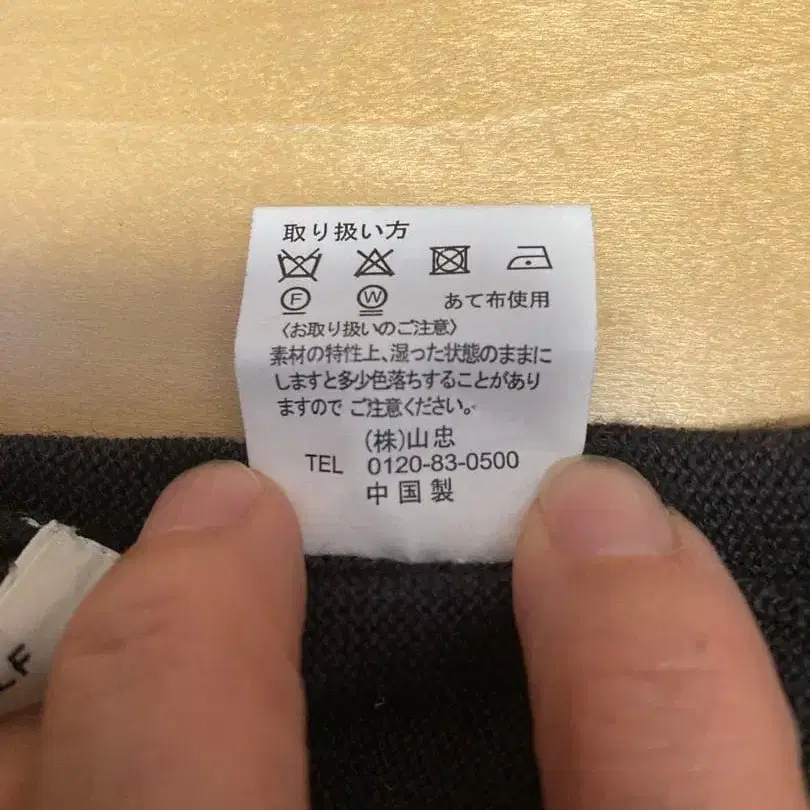 取り扱い方
F W あて布使用
〈お取り扱いのご注意〉
素材の特性上、湿った状態のままに
しますと多少色落ちすることがあり
ますので ご注意ください。
(株)山忠
TEL 0120-83-0500
中国製